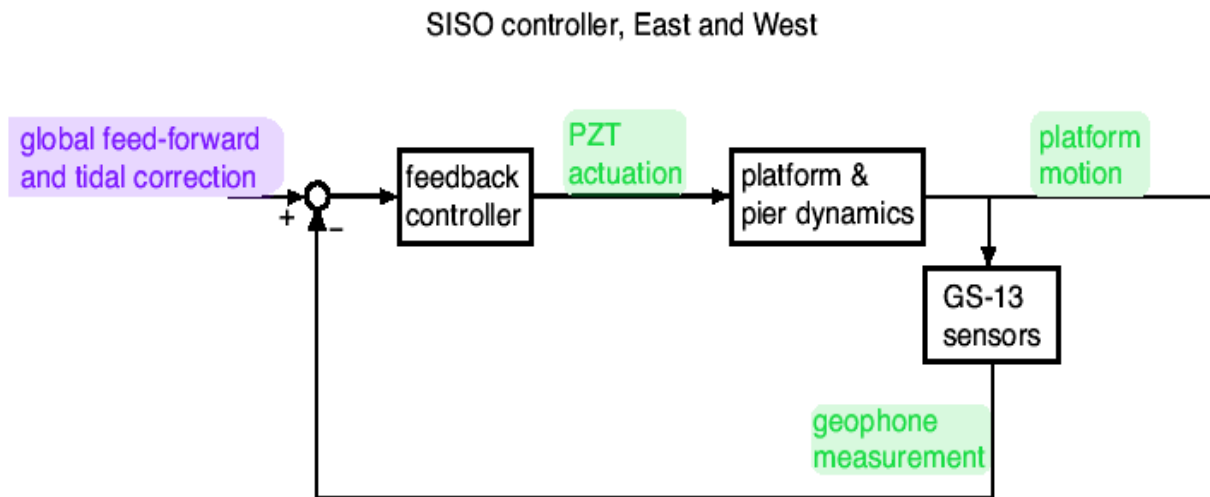 SISO controller, East and West
global feed-forward
and tidal correction
+
−
feedback
controller
PZT
actuation
platform &
pier dynamics
platform
motion
GS-13
sensors
geophone
measurement